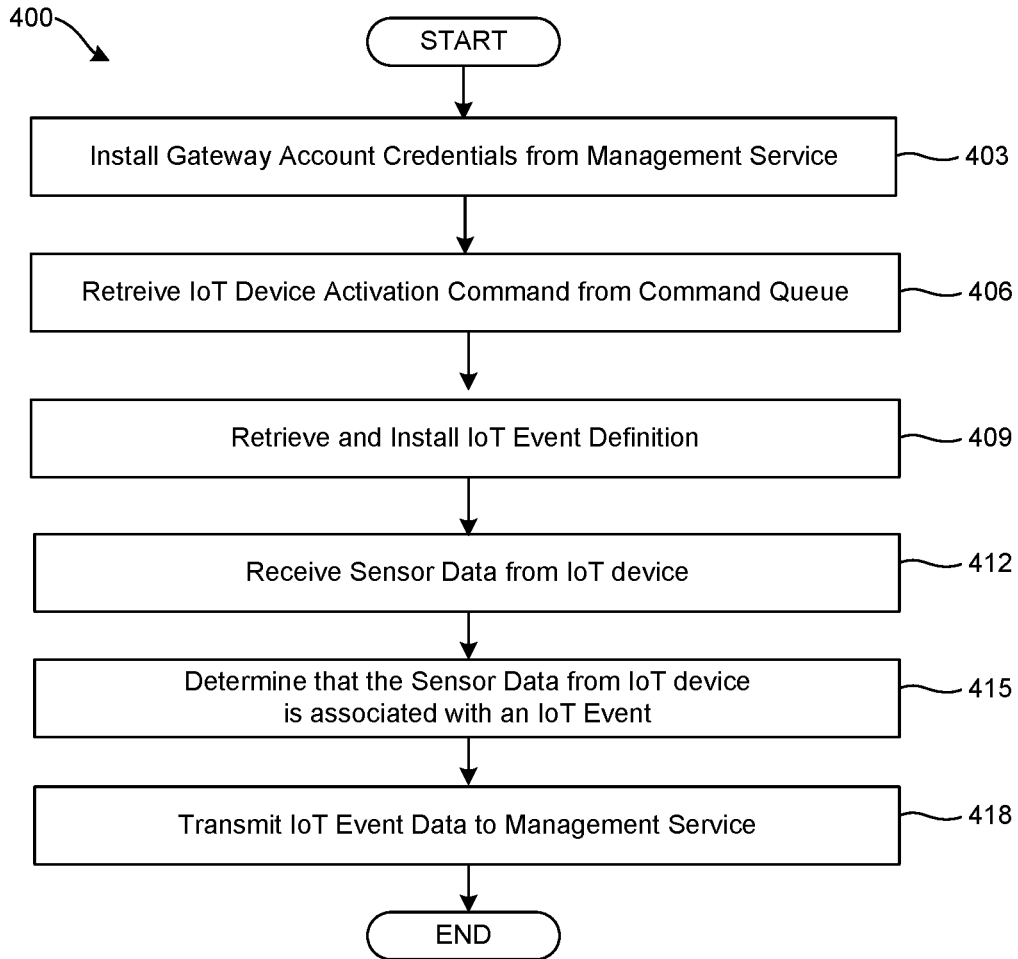 400
START
Install Gateway Account Credentials from Management Service
403
Retreive IoT Device Activation Command from Command Queue
406
Retrieve and Install IoT Event Definition
409
Receive Sensor Data from IoT device
412
Determine that the Sensor Data from IoT device
is associated with an IoT Event
415
Transmit IoT Event Data to Management Service
418
END